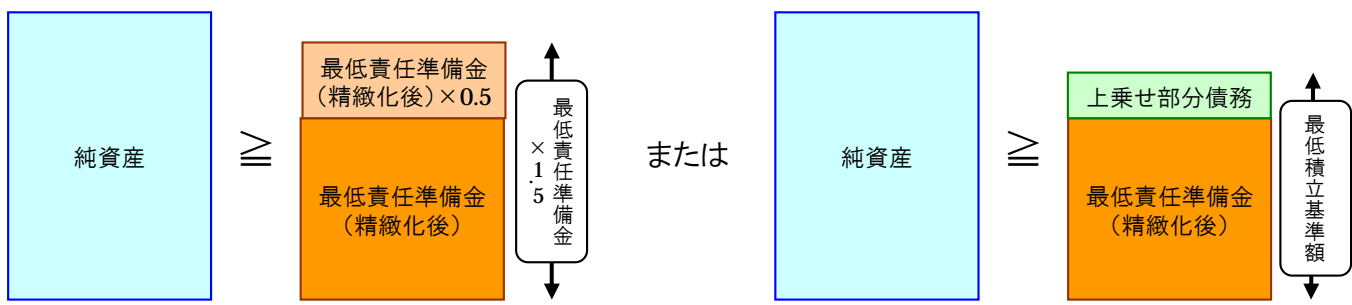 純資産
≧
最低責任準備金
(精緻化後)×0.5
最低責任準備金
(精緻化後)
最低責任準備金
×1.5
または
純資産
≧
上乗せ部分債務
最低責任準備金
(精緻化後)
最低積立基準額